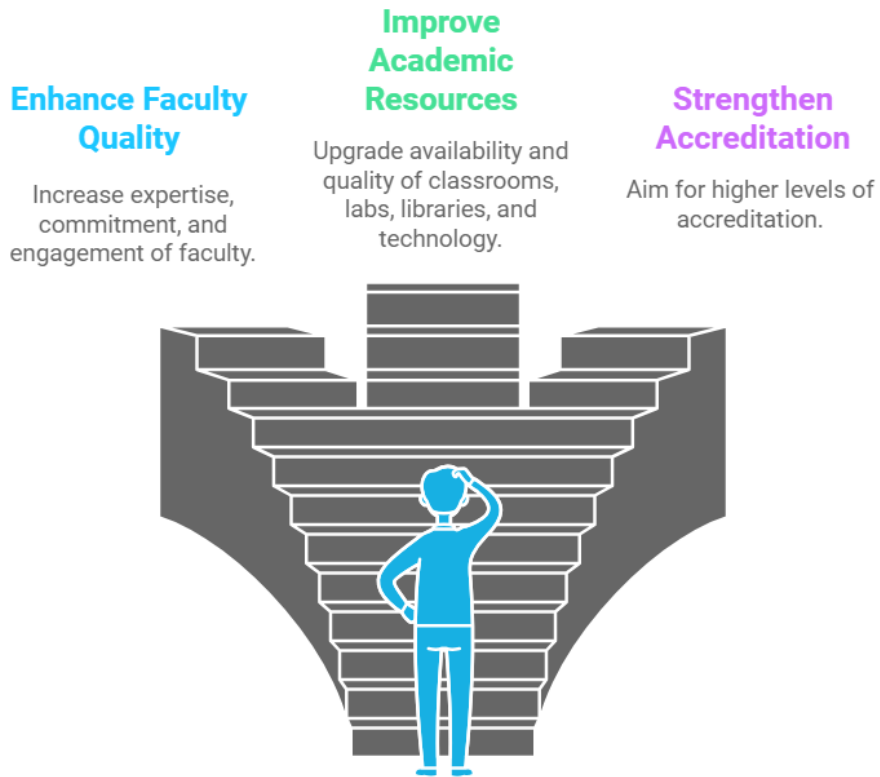 Enhance Faculty
Quality
Increase expertise,
commitment, and
engagement of faculty.
Improve
Academic
Resources
Upgrade availability and
quality of classrooms,
labs, libraries, and
technology.
Strengthen
Accreditation
Aim for higher levels of
accreditation.